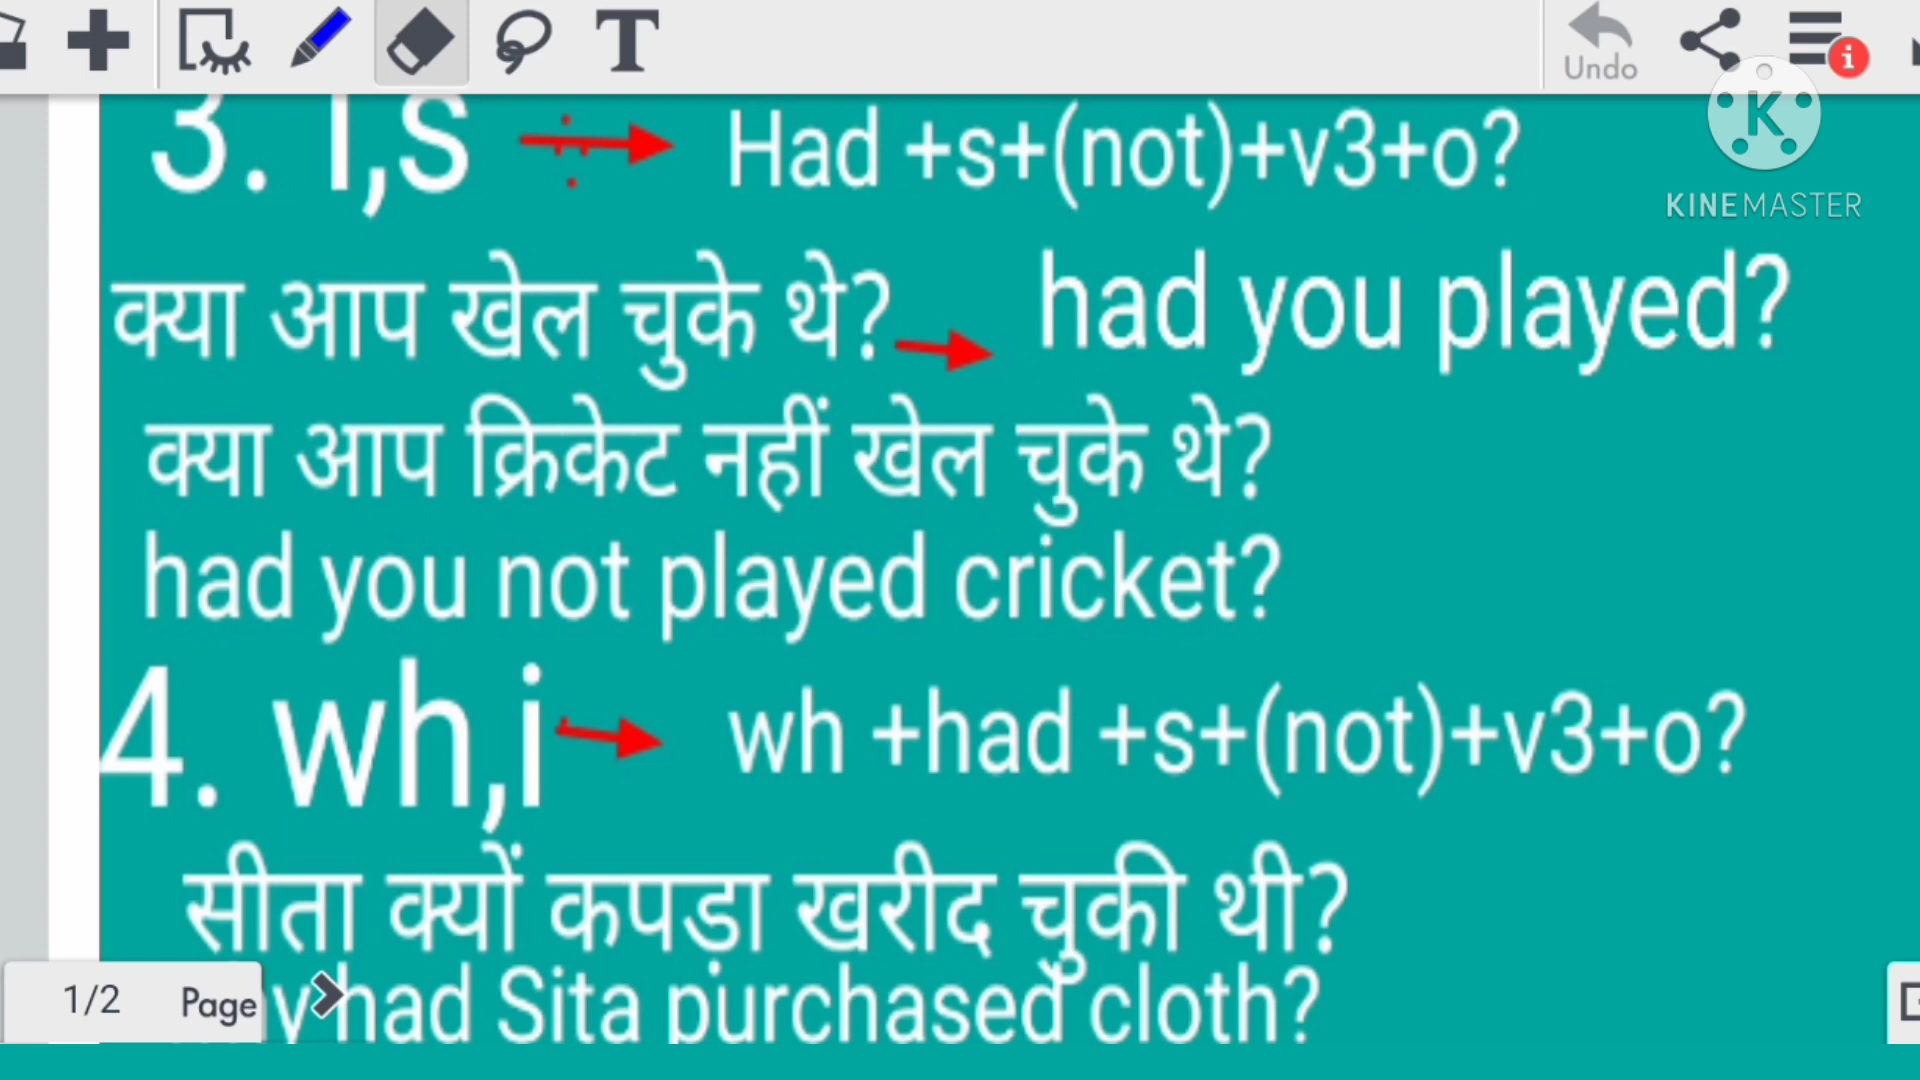 T
Undo
i
K
KINEMASTER
3. I,s Had +s+(not)+v3+o?
क्या आप खेल चुके थे? had you played?
क्या आप क्रिकेट नहीं खेल चुके थे?
had you not played cricket?
4. wh,i wh +had +s+(not)+v3+o?
सीता क्यों कपड़ा खरीद चुकी थी?
had Sita purchased cloth?
1/2 Page